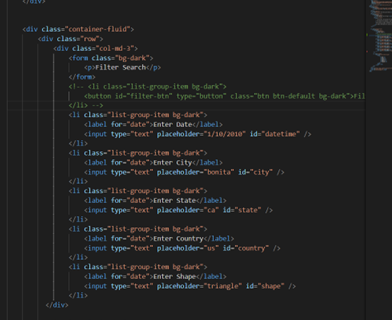 </div>
<div class="container-fluid">
<div class="row">
<div class="col-md-3">
<form class="bg-dark">
<p>Filter Search</p>
</form>
<!-- <li class="list-group-item bg-dark">
<button id="filter-btn" type="button" class="btn btn-default bg-dark">Fil
</li> -->
<li class="list-group-item bg-dark">
<label for="date">Enter Date</label>
<input type="text" placeholder="1/10/2010" id="datetime" />
</li>
<li class="list-group-item bg-dark">
<label for="date">Enter City</label>
<input type="text" placeholder="bonita" id="city" />
</li>
<li class="list-group-item bg-dark">
<label for="date">Enter State</label>
<input type="text" placeholder="ca" id="state" />
</li>
<li class="list-group-item bg-dark">
<label for="date">Enter Country</label>
<input type="text" placeholder="us" id="country" />
</li>
<li class="list-group-item bg-dark">
<label for="date">Enter Shape</label>
<input type="text" placeholder="triangle" id="shape" />
</li>
</div>